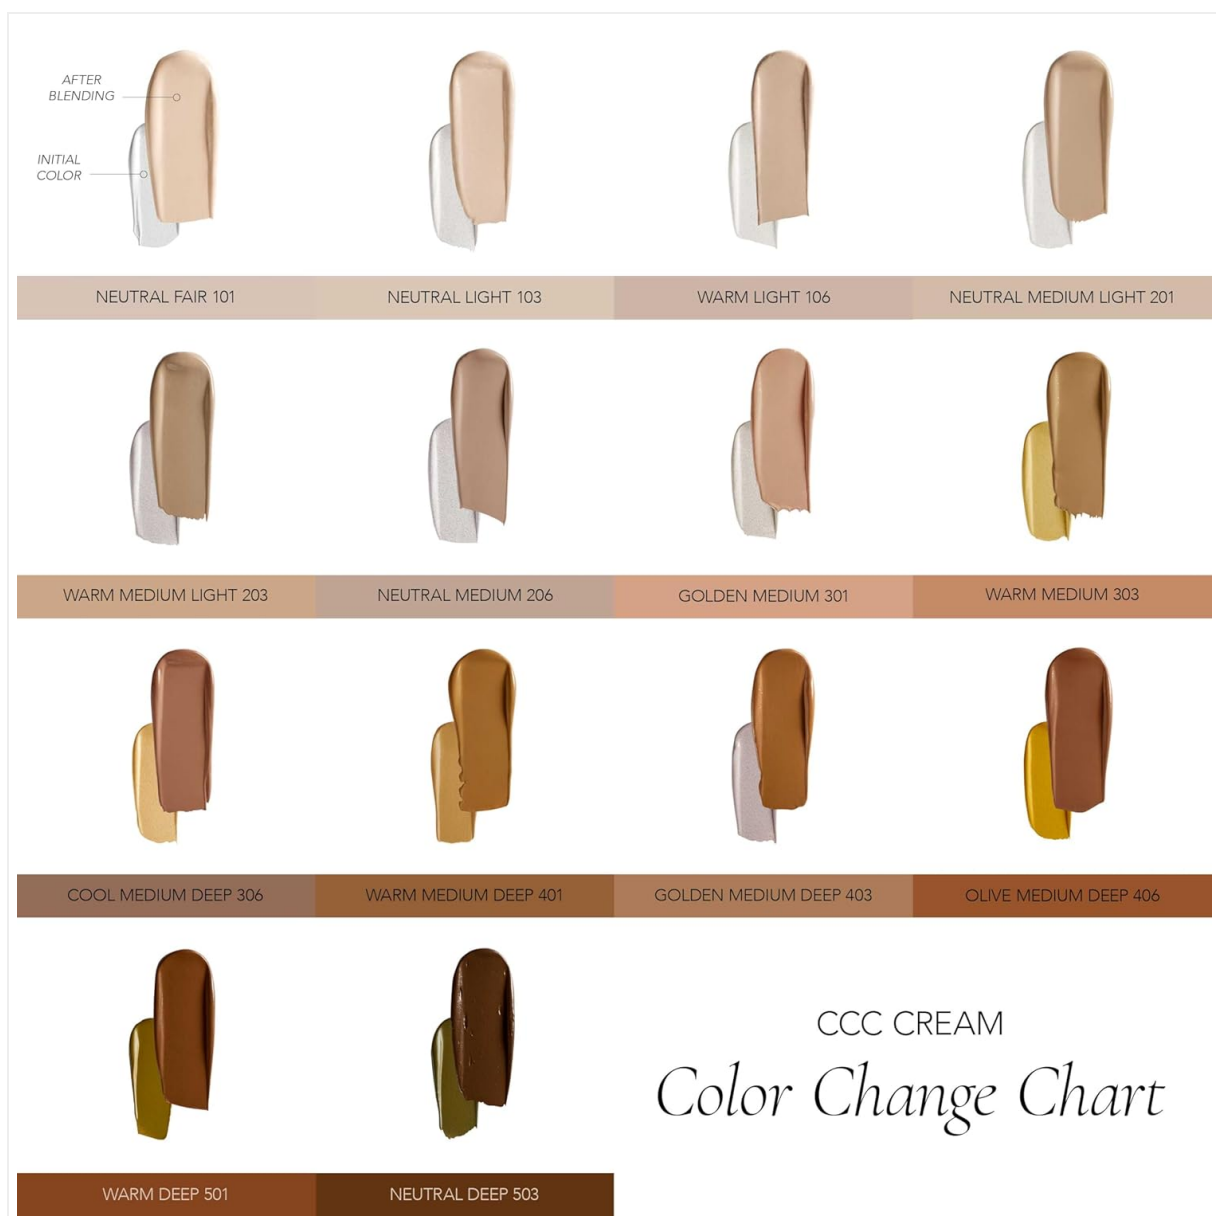 AFTER
BLENDING
INITIAL
COLOR
NEUTRAL FAIR 101
NEUTRAL LIGHT 103
WARM LIGHT 106
NEUTRAL MEDIUM LIGHT 201
WARM MEDIUM LIGHT 203
NEUTRAL MEDIUM 206
GOLDEN MEDIUM 301
WARM MEDIUM 303
COOL MEDIUM DEEP 306
WARM MEDIUM DEEP 401
GOLDEN MEDIUM DEEP 403
OLIVE MEDIUM DEEP 406
CCC CREAM
Color Change Chart
WARM DEEP 501
NEUTRAL DEEP 503